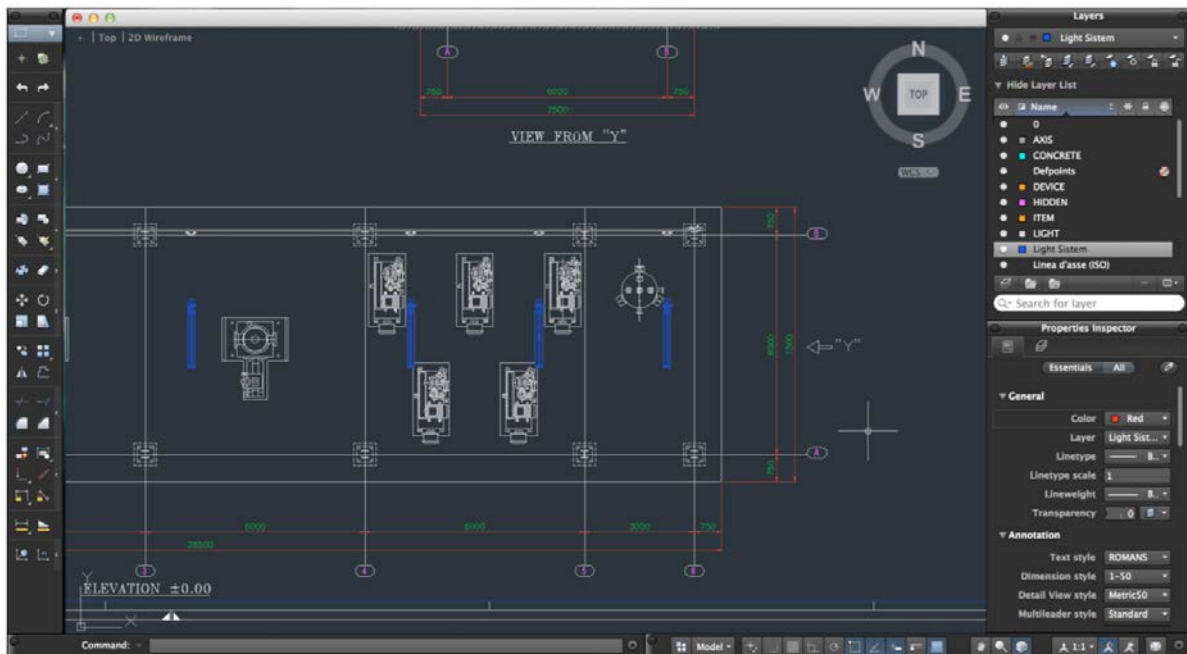 + | Top | 2D Wireframe
A
B
750
6000
750
7500
VIEW FROM "Y"
N
W
TOP
E
S
WCS
750
B
6000
7500
"Y"
A
750
6000
6000
3000
750
28500
3
4
5
6
Y
ELEVATION ±0.00
X
Command:
Model
1:1
Layers
Light Sistem
Hide Layer List
Name
0
AXIS
CONCRETE
Defpoints
DEVICE
HIDDEN
ITEM
LIGHT
Light Sistem
Linea d'asse (ISO)
Search for layer
Properties Inspector
Essentials All
General
Color Red
Layer Light Sist...
Linetype B..
Linetype scale 1
Lineweight B..
Transparency 0
Annotation
Text style ROMANS
Dimension style 1-50
Detail View style Metric50
Multileader style Standard